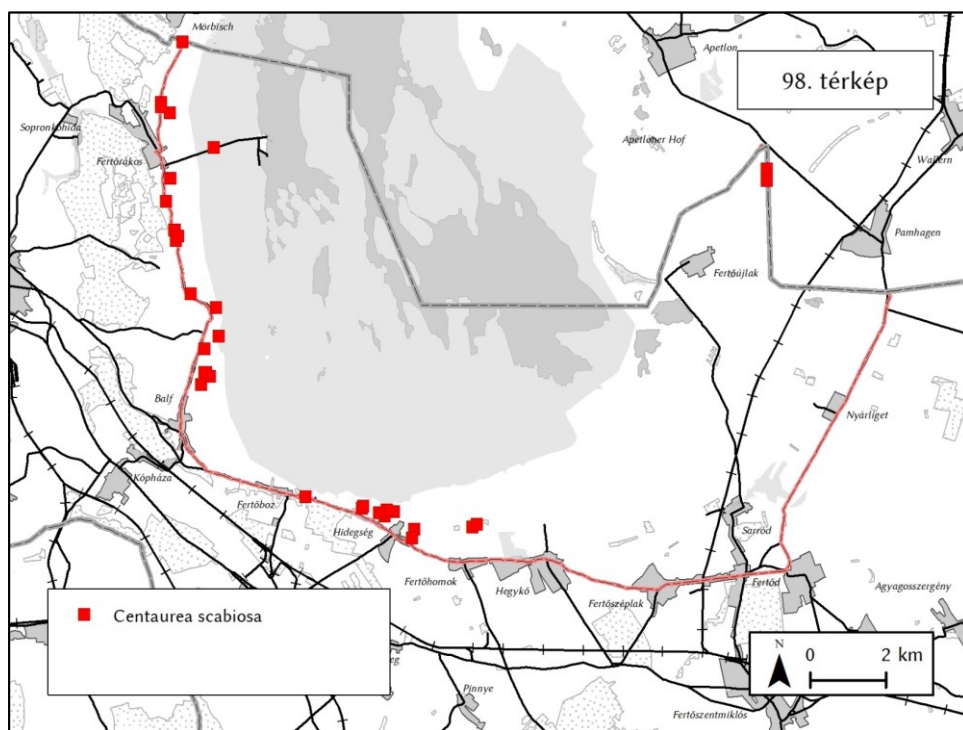 Mörbisch
Apetlon
98. térkép
Sopronkőhida
Fertőrákos
Apetloner Hof
Wallern
Pamhagen
Fertőújlak
Balf
Nyárliget
Kópháza
Fertőboz
Hidegség
Sarród
Fertőhomok
Hegykő
Fertőszéplak
Fertőd
Agyagosszergény
Centaurea scabiosa
N
0 2 km
Pinnye
Fertőszentmiklós